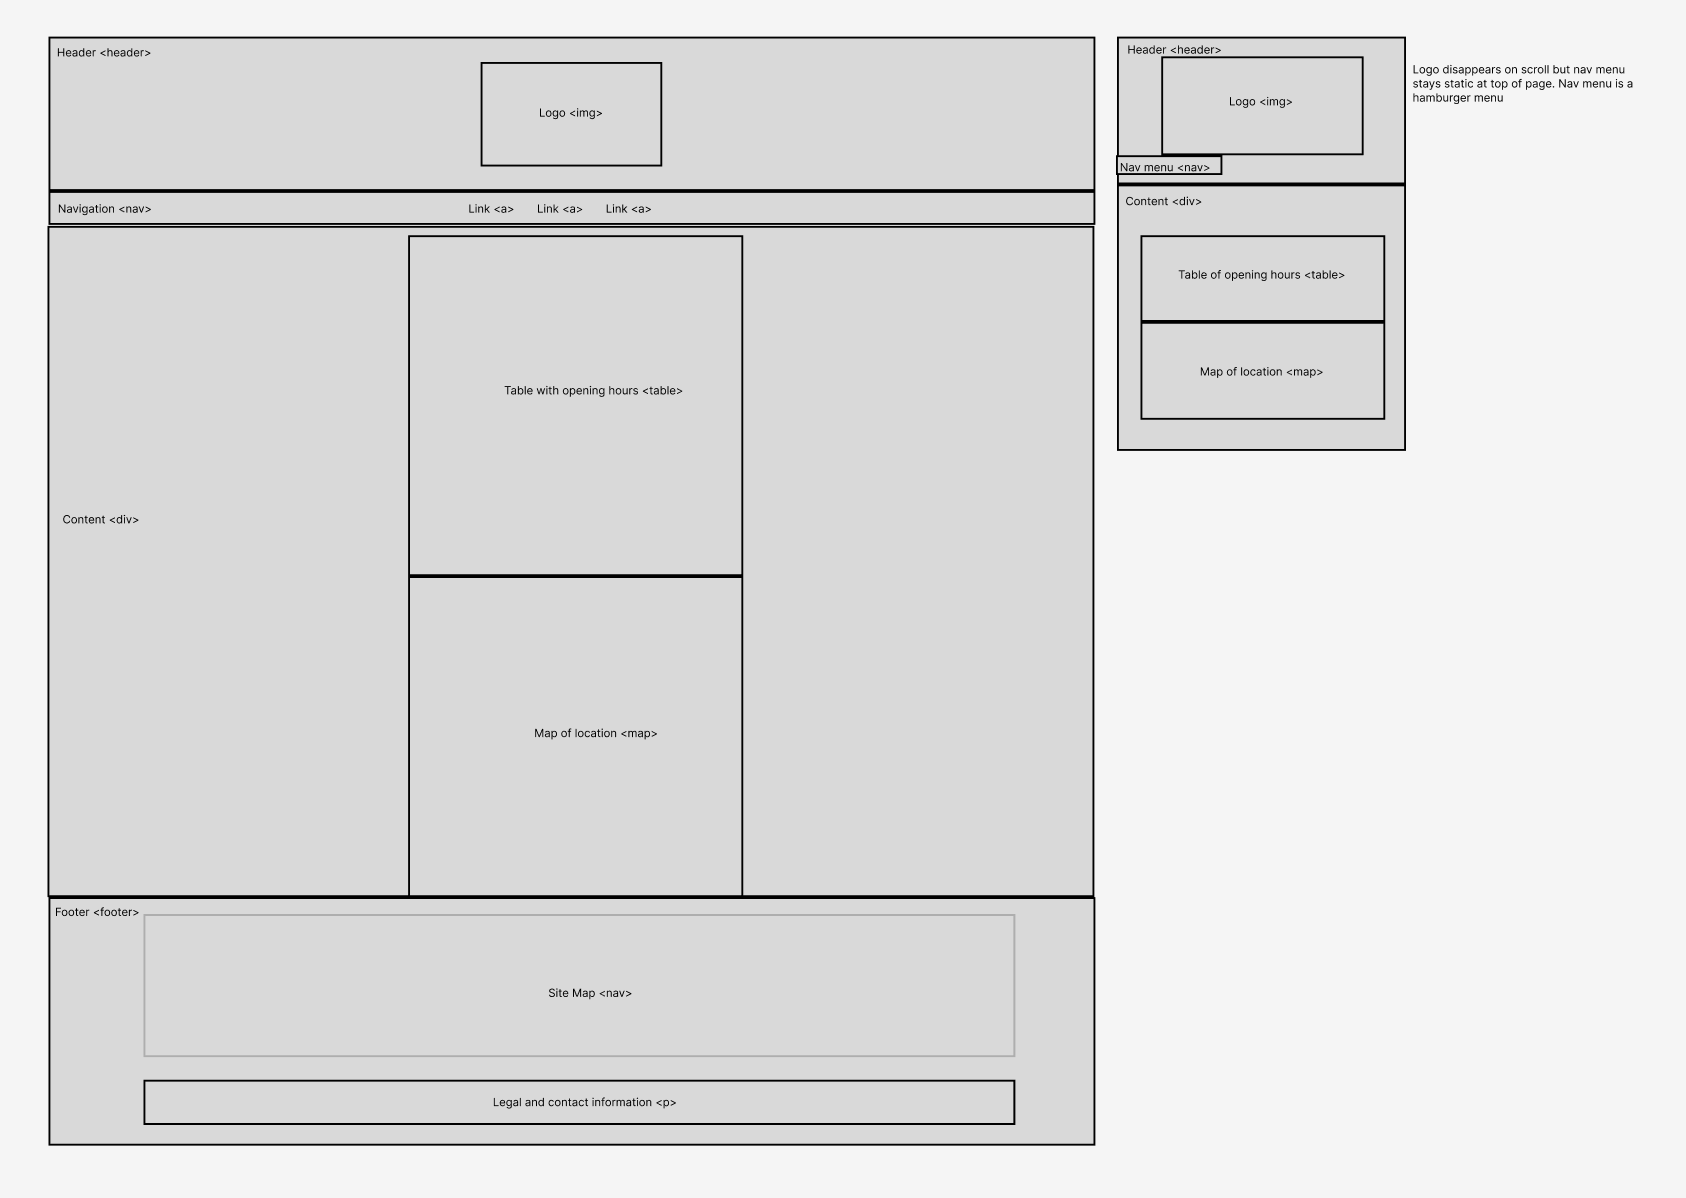 Header <header>
Logo <img>
Navigation <nav>
Link <a>
Link <a>
Link <a>
Table with opening hours <table>
Content <div>
Map of location <map>
Footer <footer>
Site Map <nav>
Legal and contact information <p>
Header <header>
Logo <img>
Nav menu <nav>
Content <div>
Table of opening hours <table>
Map of location <map>
Logo disappears on scroll but nav menu
stays static at top of page. Nav menu is a
hamburger menu